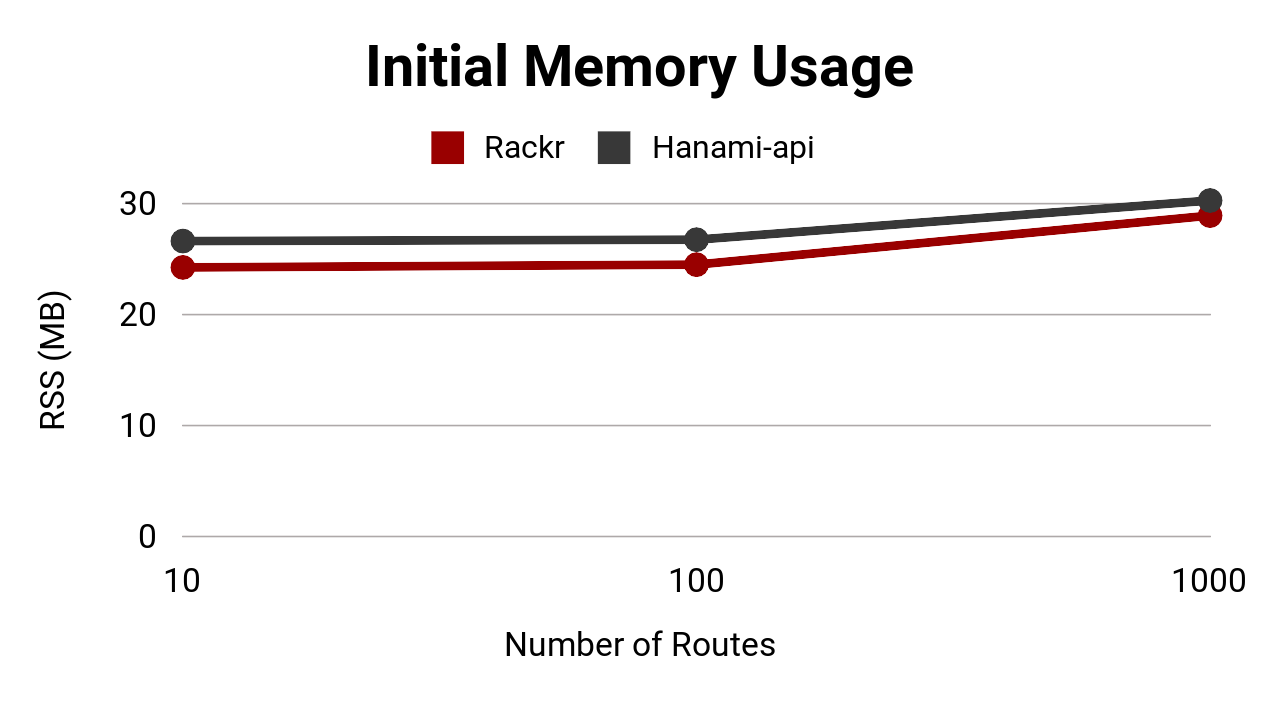 Initial Memory Usage
Rackr Hanami-api
30
20
10
0
RSS (MB)
10 100 1000
Number of Routes